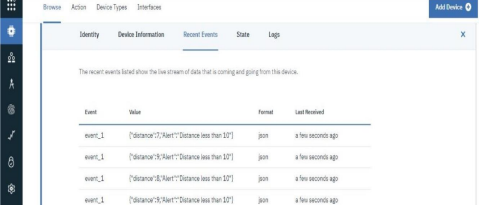 Browse Action Device Types Interfaces Add Device
Identity Device Information Recent Events State Logs X
The recent events listed show the live stream of data that is coming and going from this device.
Event Value Format Last Received
event_1 {"distance":7,"Alert":"Distance less than 10"} json a few seconds ago
event_1 {"distance":9,"Alert":"Distance less than 10"} json a few seconds ago
event_1 {"distance":8,"Alert":"Distance less than 10"} json a few seconds ago
event_1 {"distance":9,"Alert":"Distance less than 10"} json a few seconds ago